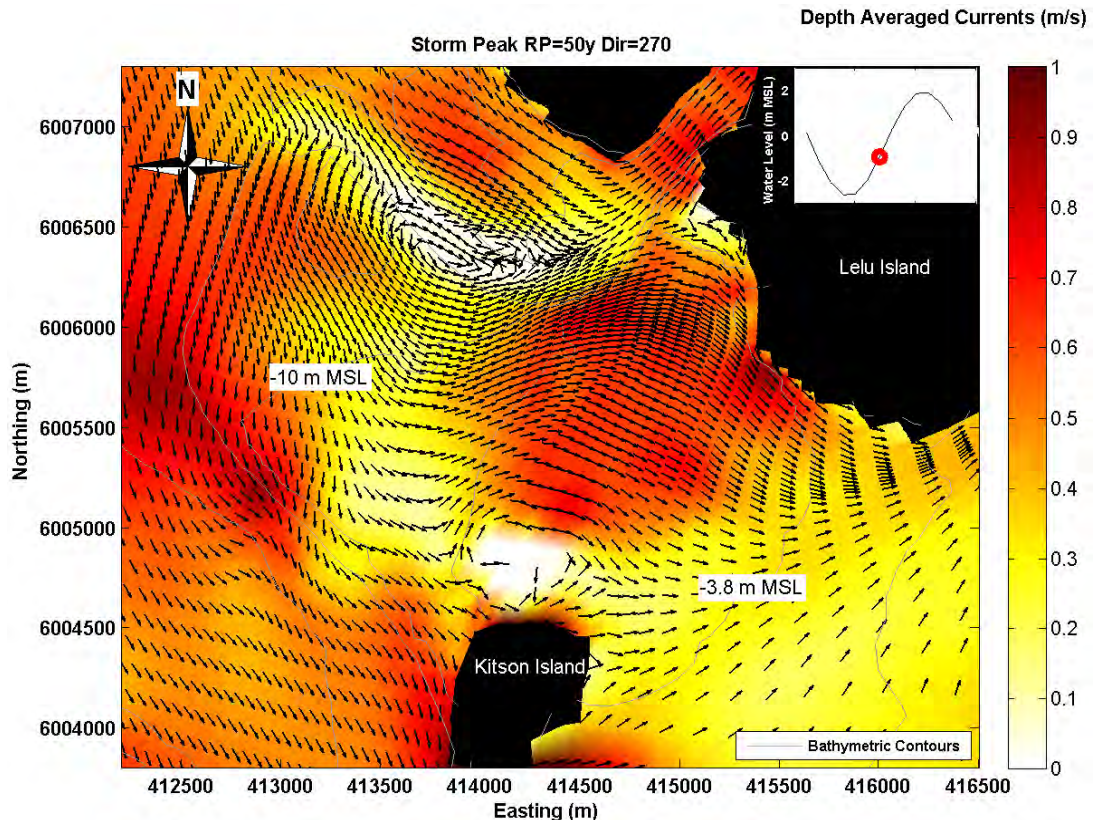 Depth Averaged Currents (m/s)
Storm Peak RP=50y Dir=270
N
Water Level (m MSL)
2
0
-2
Lelu Island
-10 m MSL
-3.8 m MSL
Kitson Island
Bathymetric Contours
Northing (m)
6007000
6006500
6006000
6005500
6005000
6004500
6004000
412500 413000 413500 414000 414500 415000 415500 416000 416500
Easting (m)
1
0.9
0.8
0.7
0.6
0.5
0.4
0.3
0.2
0.1
0